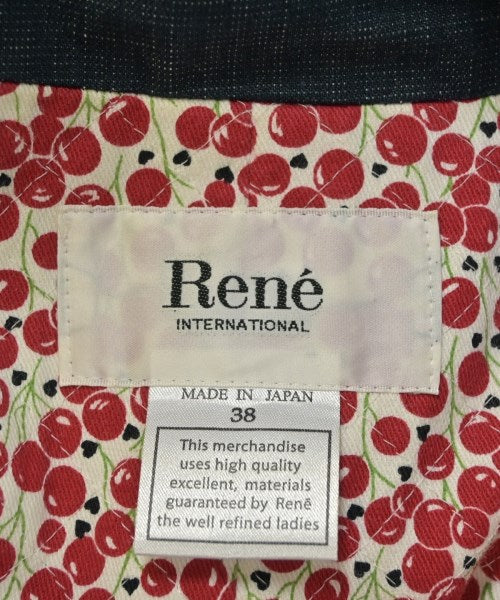 René
INTERNATIONAL
MADE IN JAPAN
38
This merchandise
uses high quality
excellent, materials
guaranteed by Renē
the well refined ladies